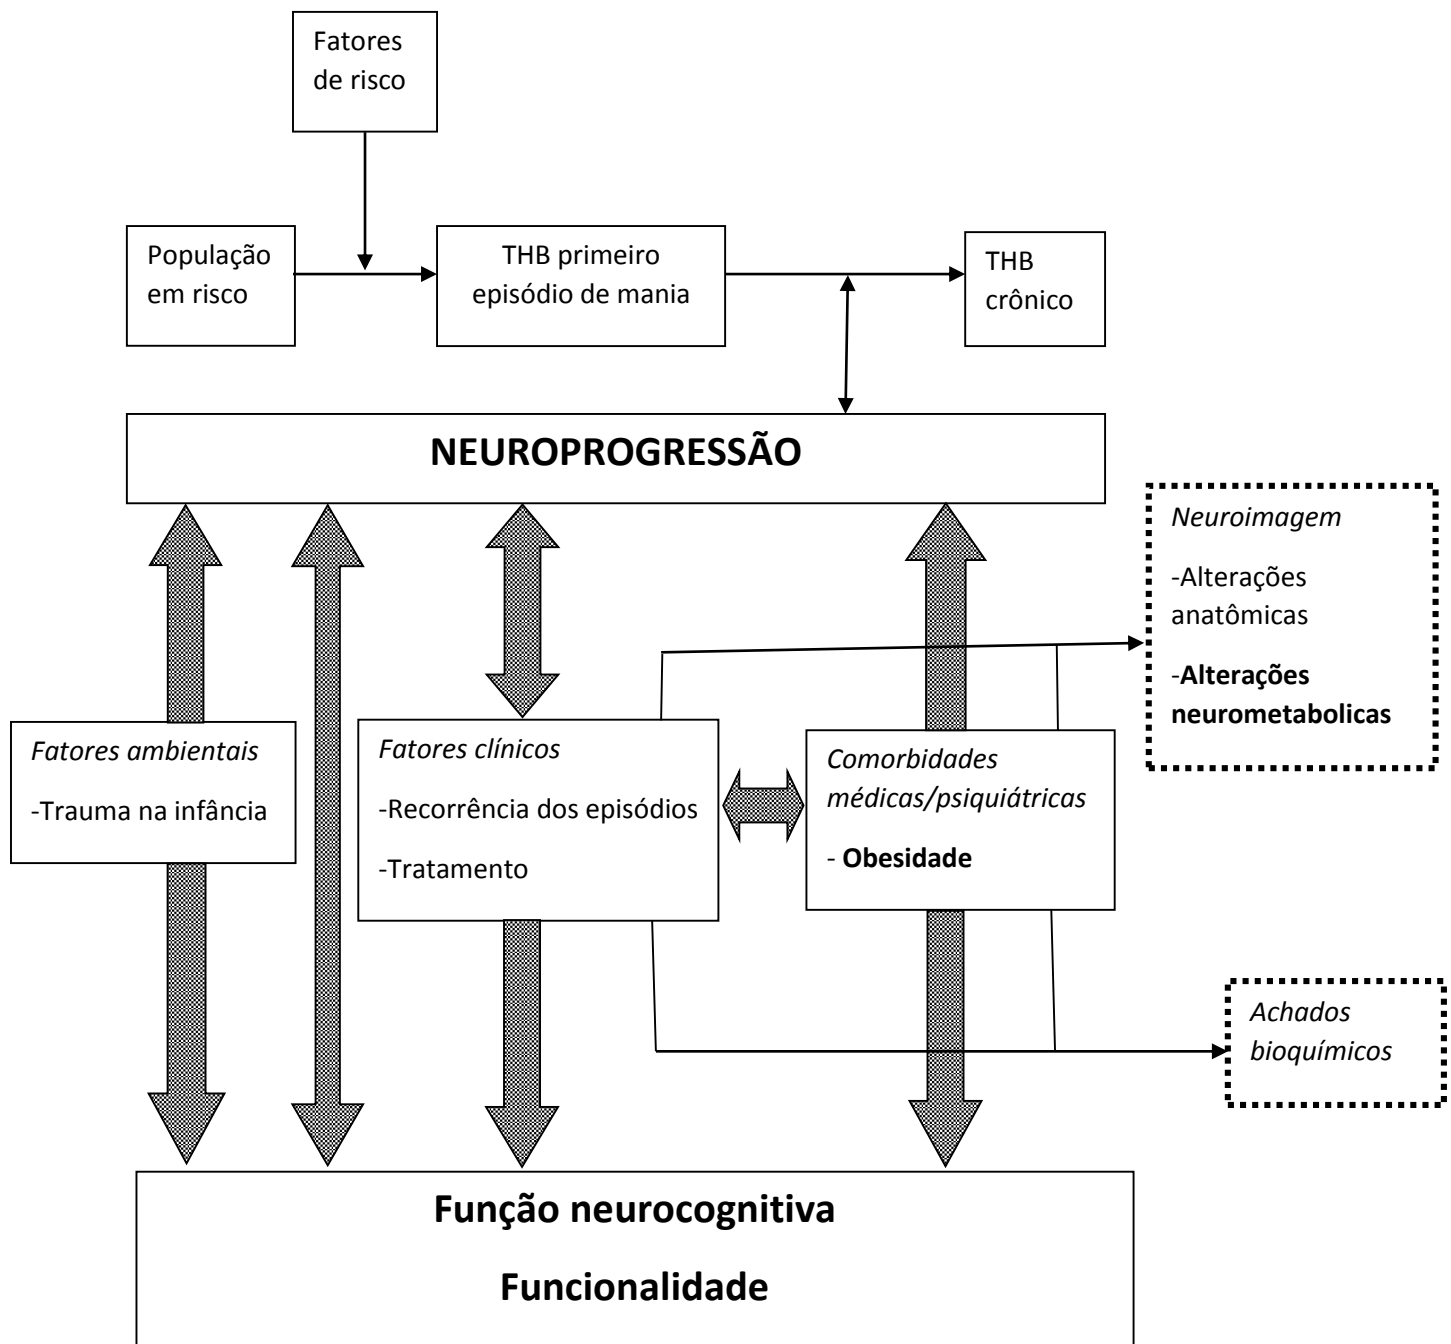 Fatores
de risco
População
em risco
THB primeiro
episódio de mania
THB
crônico
NEUROPROGRESSÃO
Neuroimagem
-Alterações
anatômicas
-Alterações
neurometabolicas
Fatores ambientais
-Trauma na infância
Fatores clínicos
-Recorrência dos episódios
-Tratamento
Comorbidades
médicas/psiquiátricas
- Obesidade
Achados
bioquímicos
Função neurocognitiva
Funcionalidade